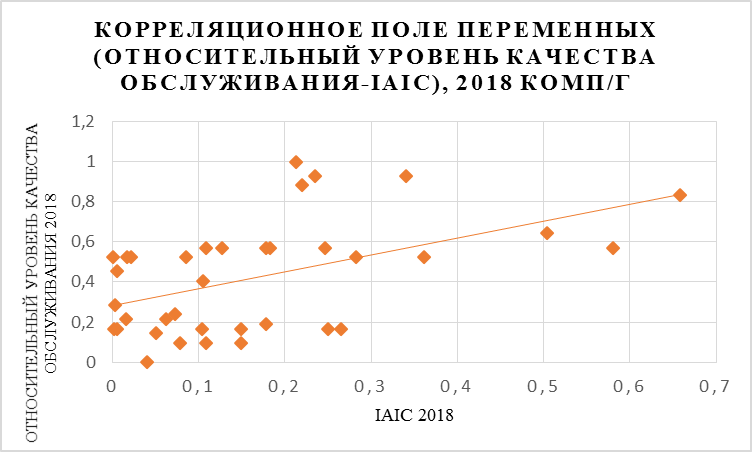 КОРРЕЛЯЦИОННОЕ ПОЛЕ ПЕРЕМЕННЫХ
(ОТНОСИТЕЛЬНЫЙ УРОВЕНЬ КАЧЕСТВА
ОБСЛУЖИВАНИЯ-IAIC), 2018 КОМП/Г
ОТНОСИТЕЛЬНЫЙ УРОВЕНЬ КАЧЕСТВА
ОБСЛУЖИВАНИЯ 2018
1,2
1
0,8
0,6
0,4
0,2
0
0 0,1 0,2 0,3 0,4 0,5 0,6 0,7
IAIC 2018